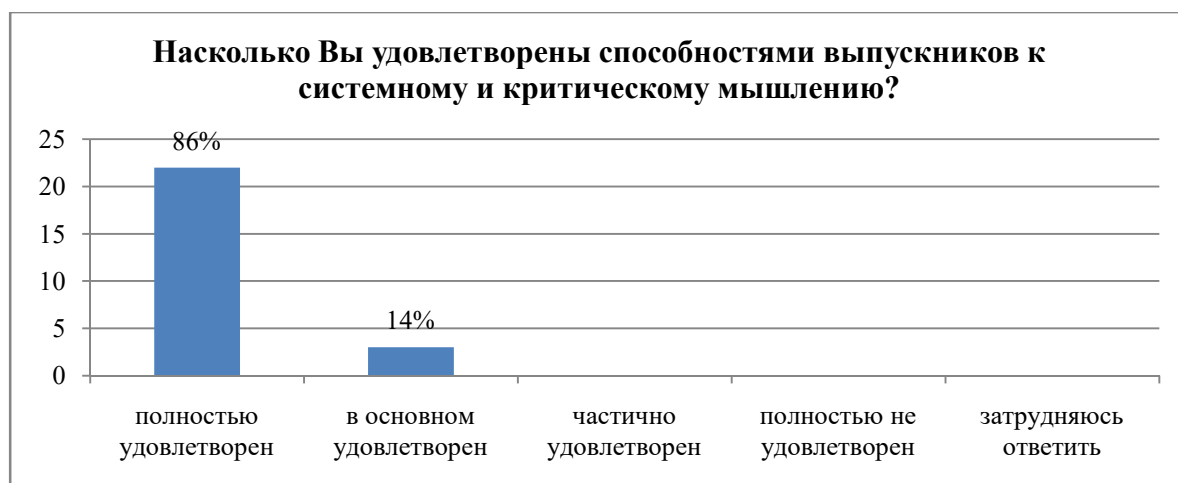 Насколько Вы удовлетворены способностями выпускников к
системному и критическому мышлению?
25
20
15
10
5
0
86%
14%
полностью
удовлетворен
в основном
удовлетворен
частично
удовлетворен
полностью не
удовлетворен
затрудняюсь
ответить